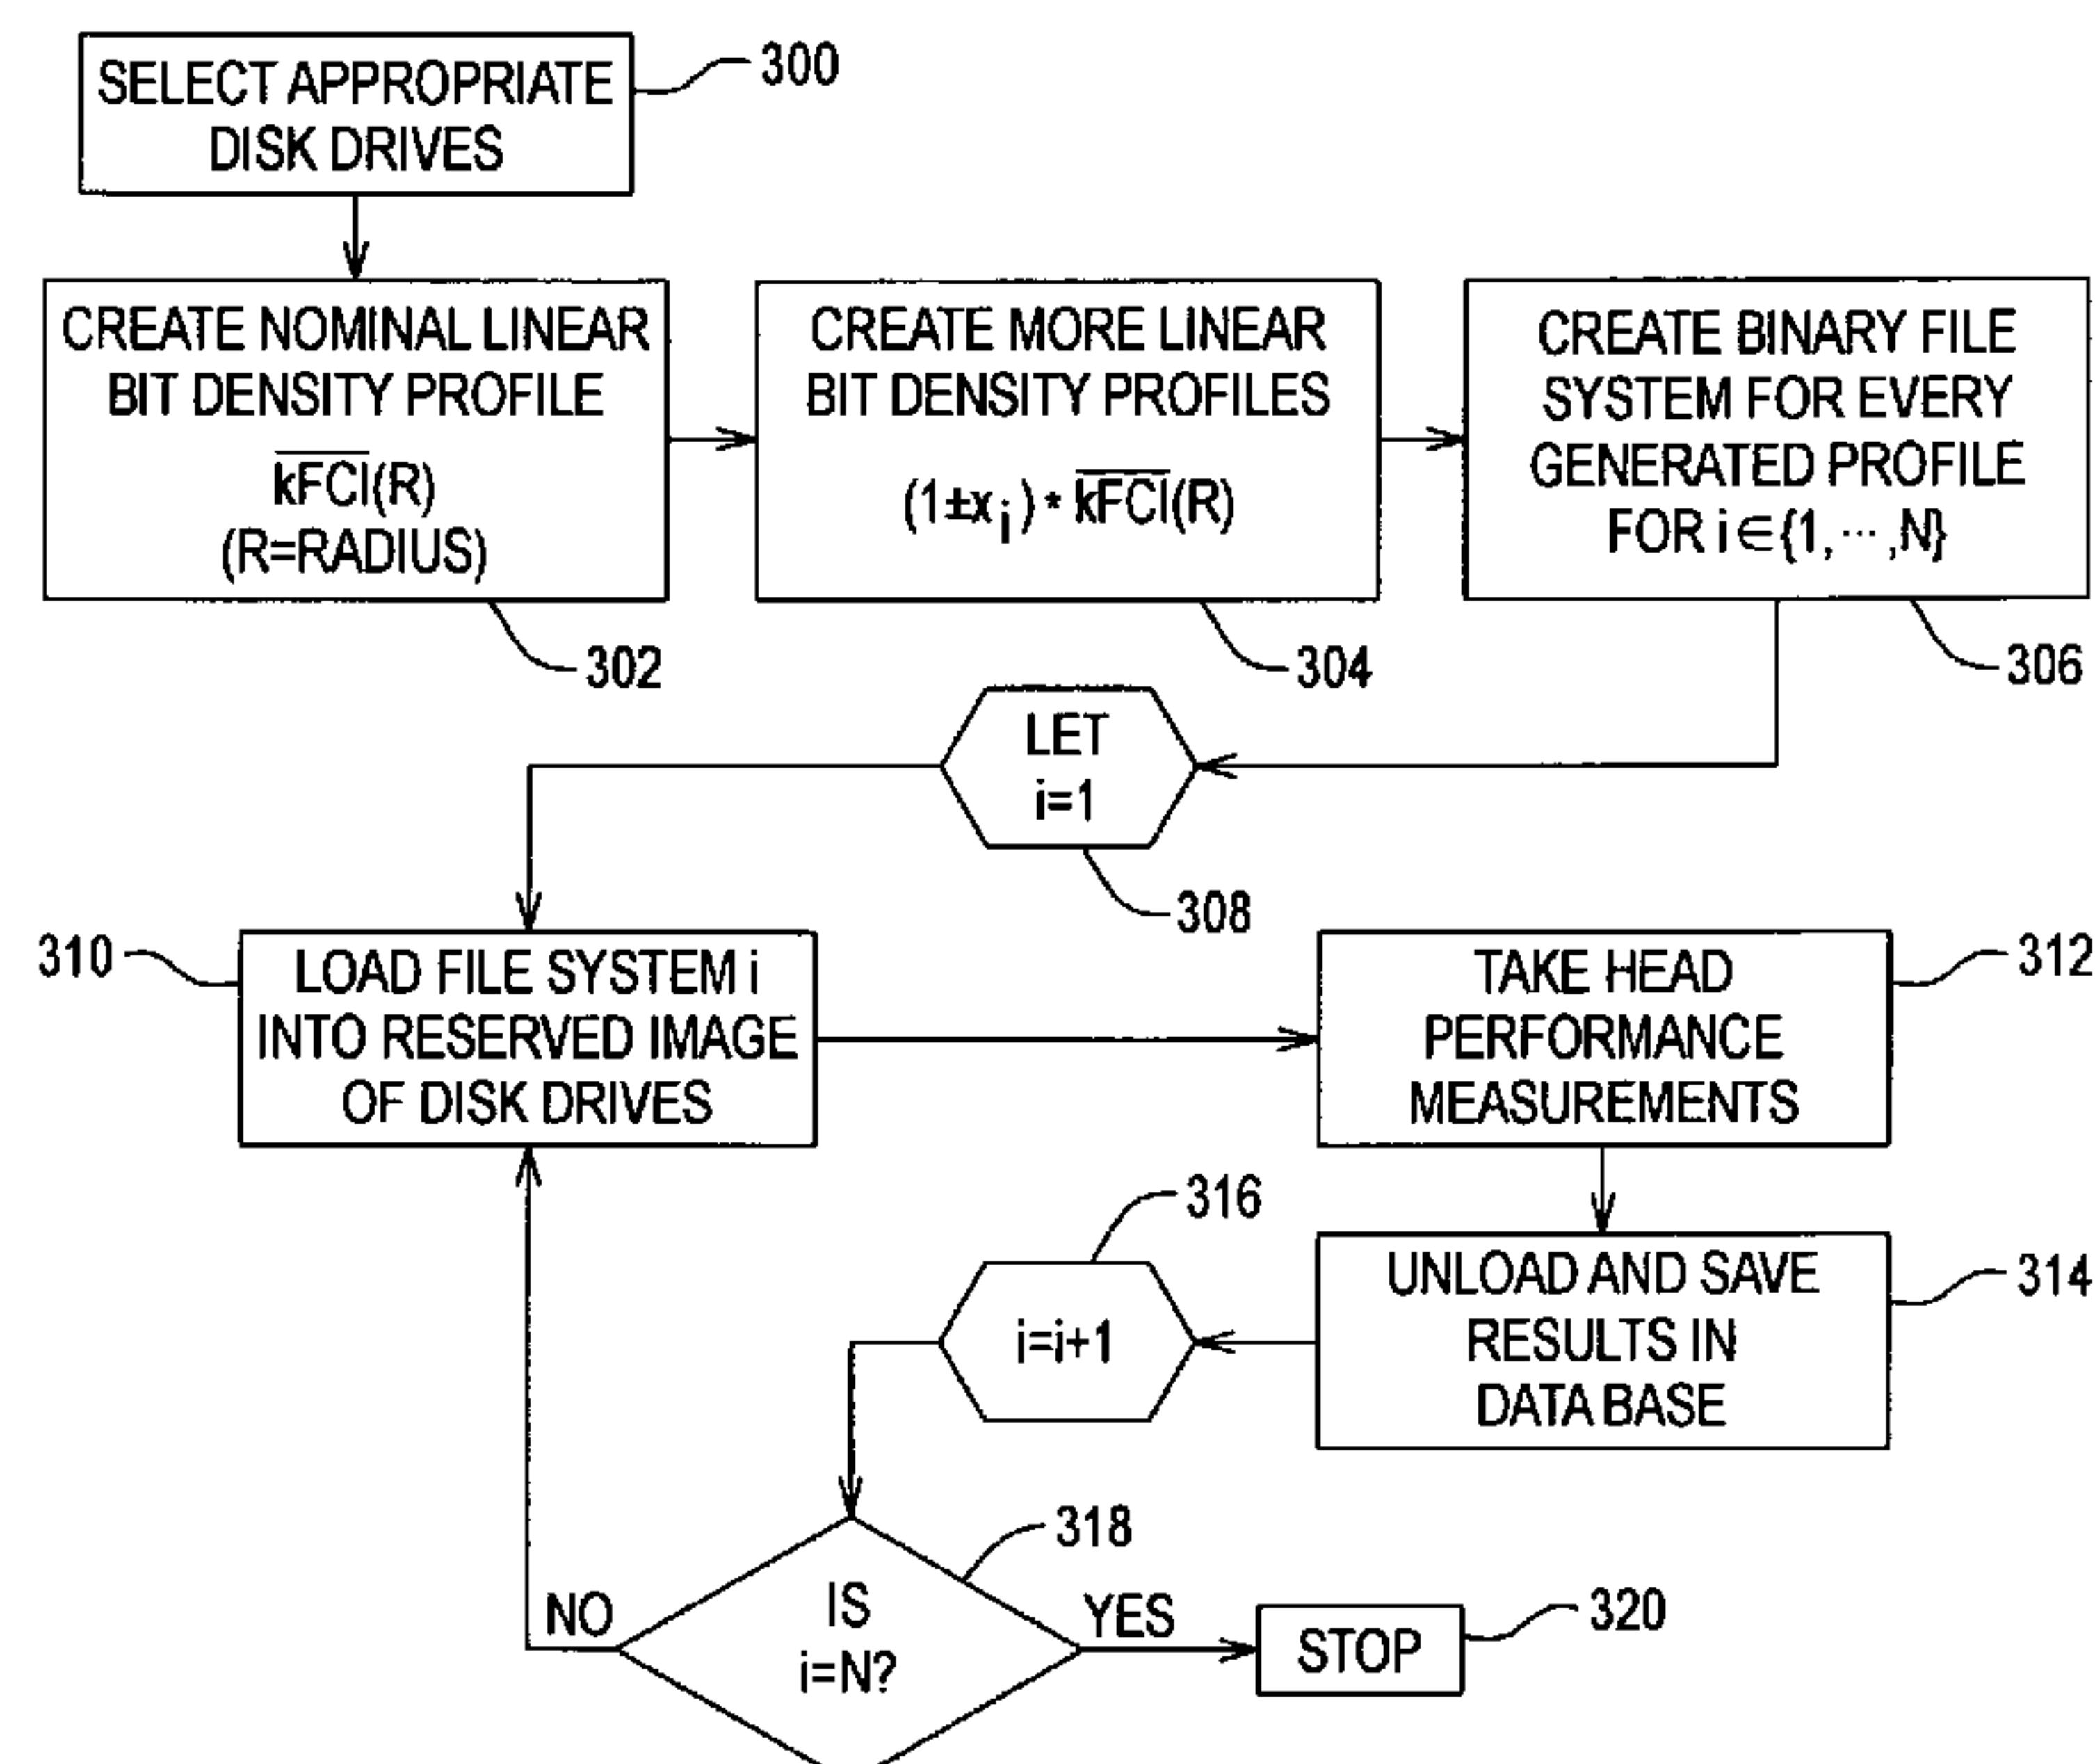 SELECT APPROPRIATE
DISK DRIVES
300
CREATE NOMINAL LINEAR
BIT DENSITY PROFILE
k̅F̅C̅I̅(R)
(R=RADIUS)
302
CREATE MORE LINEAR
BIT DENSITY PROFILES
(1±xᵢ) * k̅F̅C̅I̅(R)
304
CREATE BINARY FILE
SYSTEM FOR EVERY
GENERATED PROFILE
FOR i∈{1,⋯,N}
306
LET
i=1
308
310
LOAD FILE SYSTEM i
INTO RESERVED IMAGE
OF DISK DRIVES
TAKE HEAD
PERFORMANCE
MEASUREMENTS
312
UNLOAD AND SAVE
RESULTS IN
DATA BASE
314
316
i=i+1
318
IS
i=N?
NO
YES
STOP
320